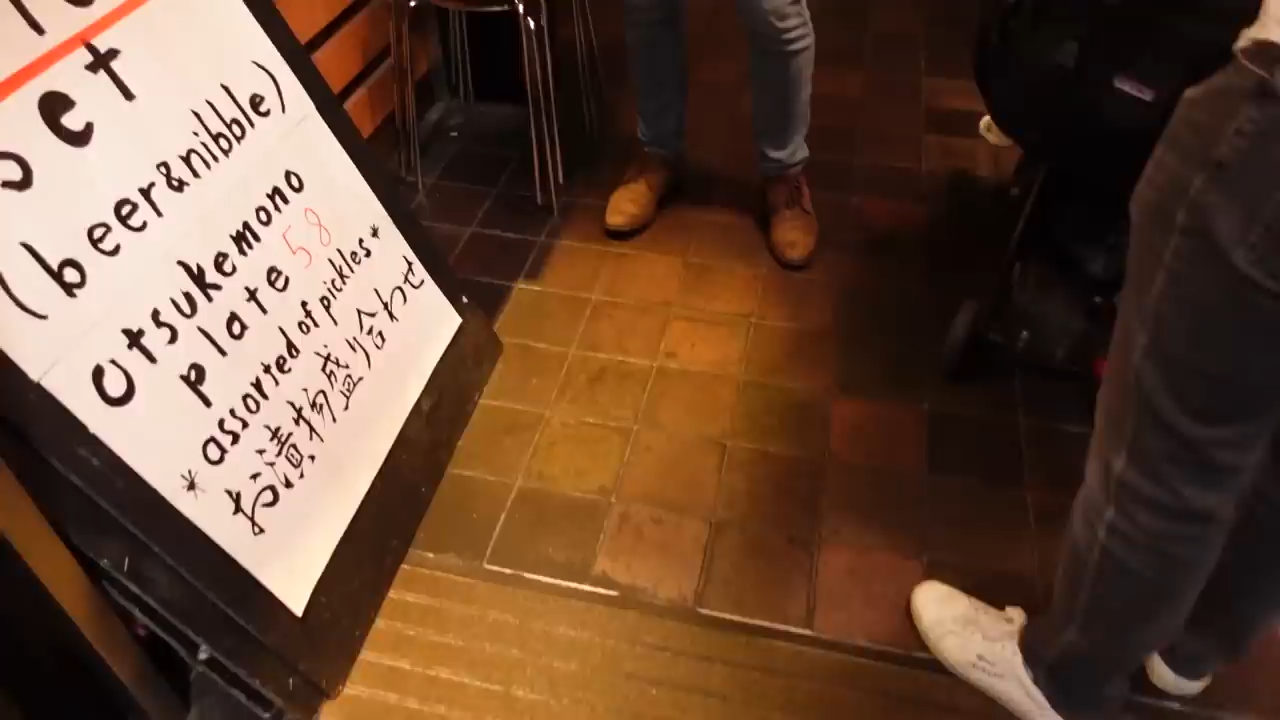 set
(beer&nibble)
otsukemono
plate 58
*assorted of pickles*
お漬物盛り合わせ